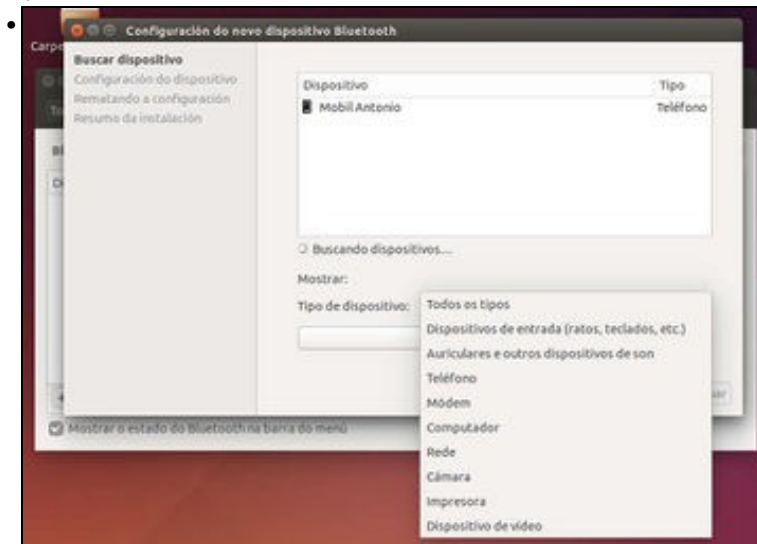 Configuración do novo dispositivo Bluetooth
Carpe
Buscar dispositivo
Configuración do dispositivo
Rematando a configuración
Resumo da instalación
Dispositivo Tipo
Mobil Antonio Teléfono
Buscando dispositivos...
Mostrar:
Tipo de dispositivo:
Todos os tipos
Dispositivos de entrada (ratos, teclados, etc.)
Auriculares e outros dispositivos de son
Teléfono
Módem
Computador
Rede
Cámara
Impresora
Dispositivo de vídeo
Mostrar o estado do Bluetooth na barra do menú